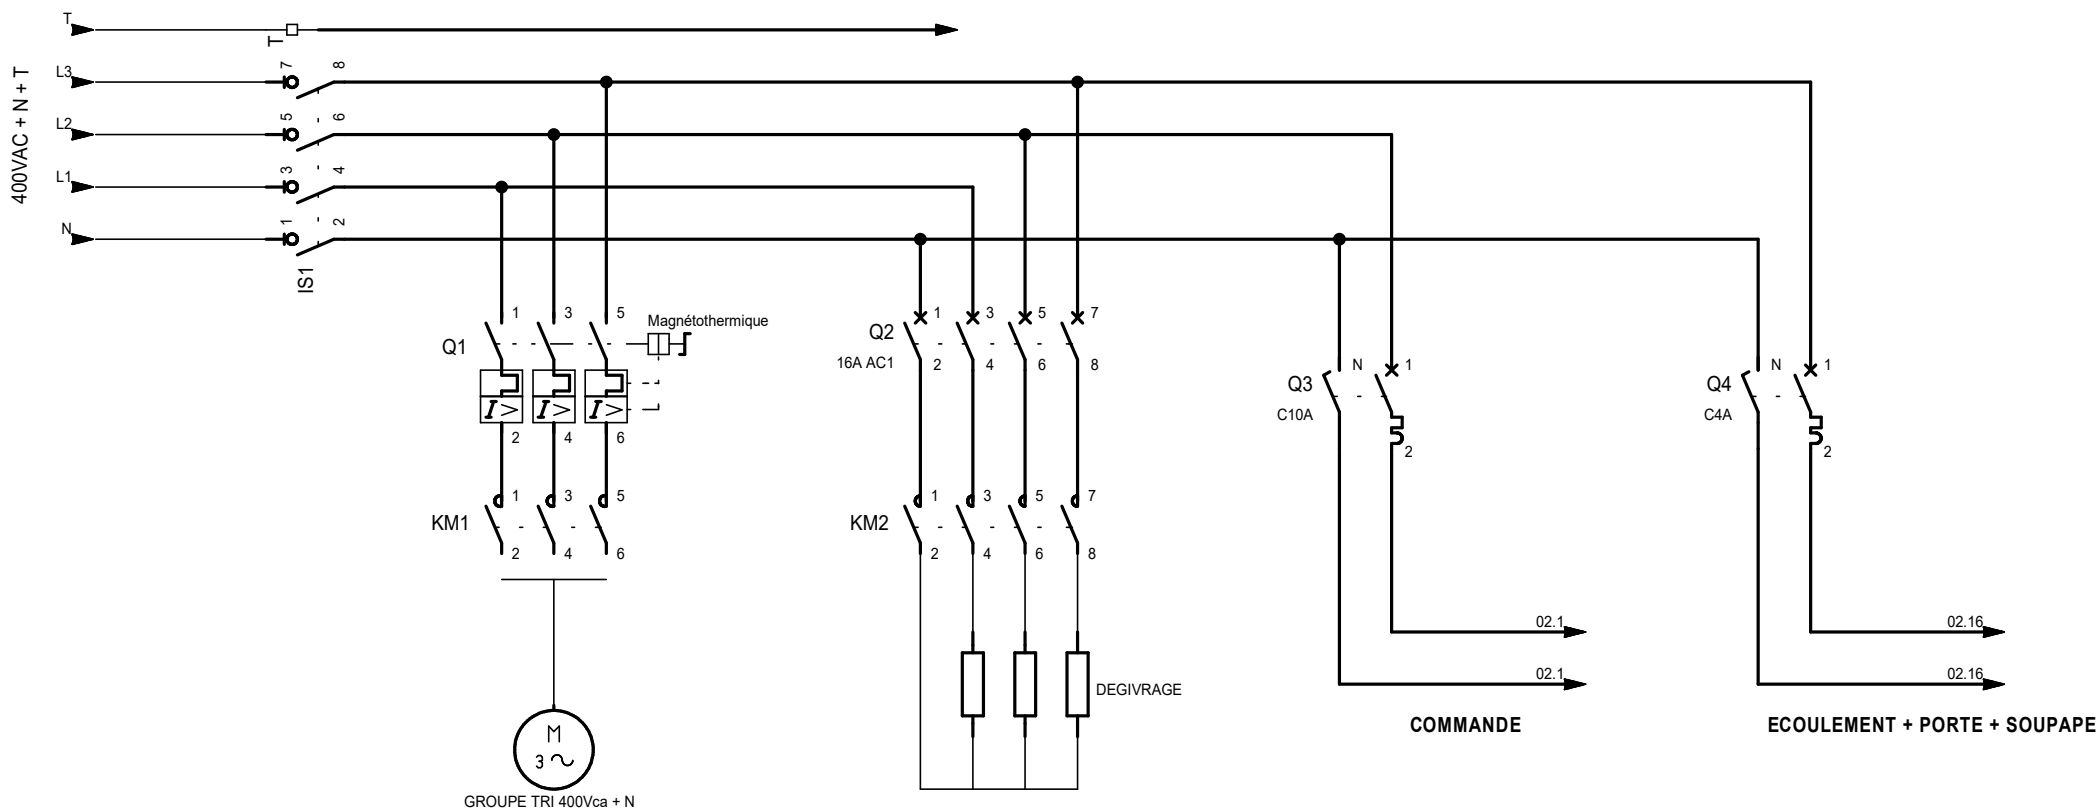 400VAC + N + T
T
T
L3
7
8
L2
5
6
L1
3
4
N
1
2
IS1
Q1
1
3
5
Magnétothermique
I >
I >
I >
2
4
6
KM1
1
3
5
2
4
6
M
3 ~
GROUPE TRI 400Vca + N
Q2
16A AC1
1
3
5
7
2
4
6
8
KM2
1
3
5
7
2
4
6
8
DEGIVRAGE
Q3
C10A
N
1
2
02.1
02.1
COMMANDE
Q4
C4A
N
1
2
02.16
02.16
ECOULEMENT + PORTE + SOUPAPE